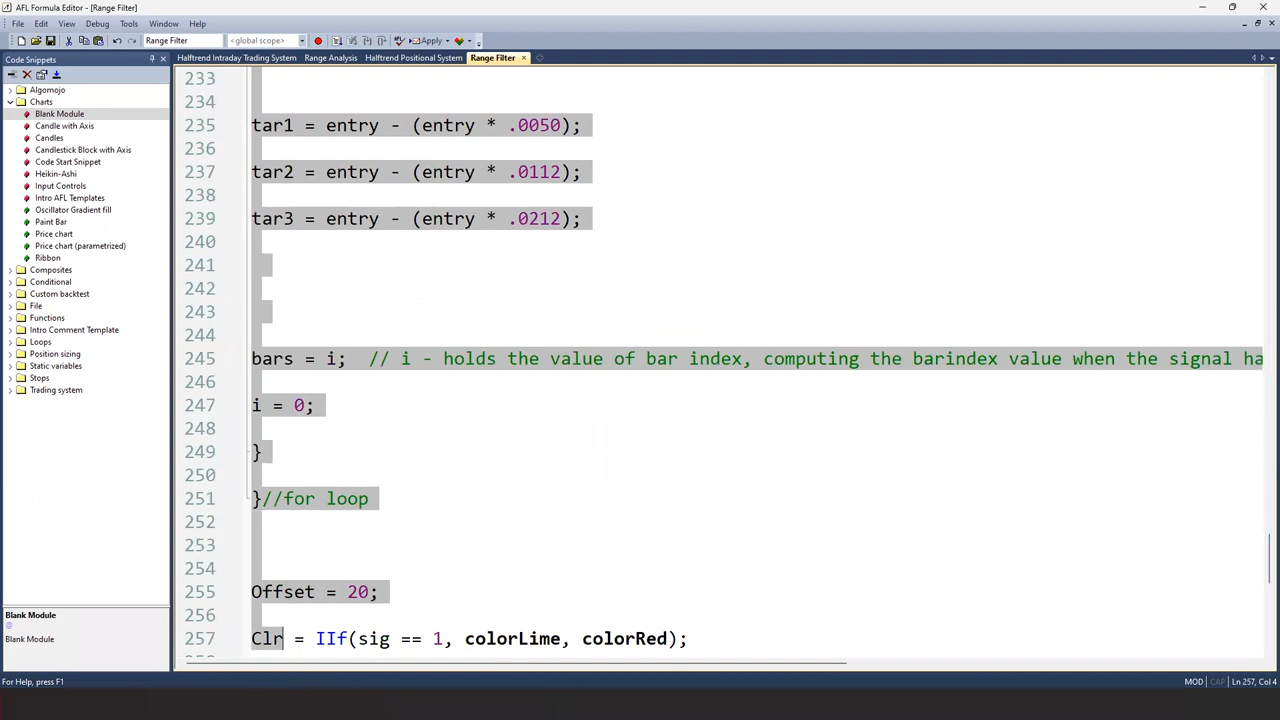 AFL Formula Editor - [Range Filter]
File Edit View Debug Tools Window Help
Range Filter <global scope> Apply
Code Snippets
Halftrend Intraday Trading System Range Analysis Halftrend Positional System Range Filter
Algomojo
Charts
Blank Module
Candle with Axis
Candles
Candlestick Block with Axis
Code Start Snippet
Heikin-Ashi
Input Controls
Intro AFL Templates
Oscillator Gradient fill
Paint Bar
Price chart
Price chart (parametrized)
Ribbon
Composites
Conditional
Custom backtest
File
Functions
Intro Comment Template
Loops
Position sizing
Static variables
Stops
Trading system
Blank Module
@
Blank Module
233
234
235 tar1 = entry - (entry * .0050);
236
237 tar2 = entry - (entry * .0112);
238
239 tar3 = entry - (entry * .0212);
240
241
242
243
244
245 bars = i; // i - holds the value of bar index, computing the barindex value when the signal ha
246
247 i = 0;
248
249 }
250
251 }//for loop
252
253
254
255 Offset = 20;
256
257 Clr = IIf(sig == 1, colorLime, colorRed);
For Help, press F1
MOD CAP Ln 257, Col 4